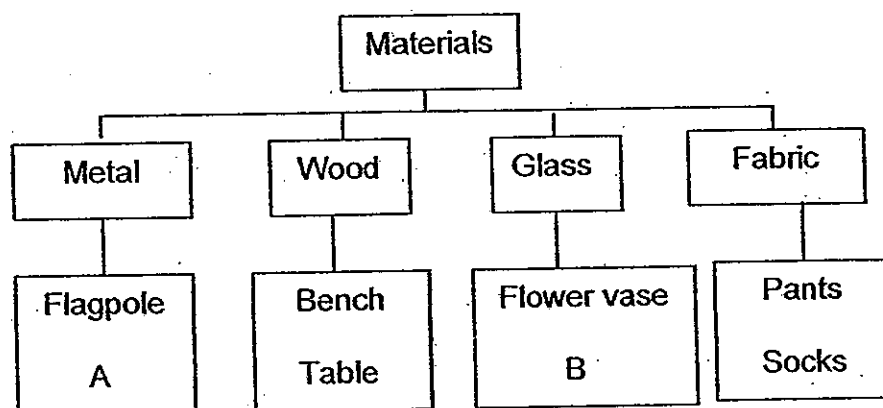 Materials
Metal
Wood
Glass
Fabric
Flagpole
A
Bench
Table
Flower vase
B
Pants
Socks